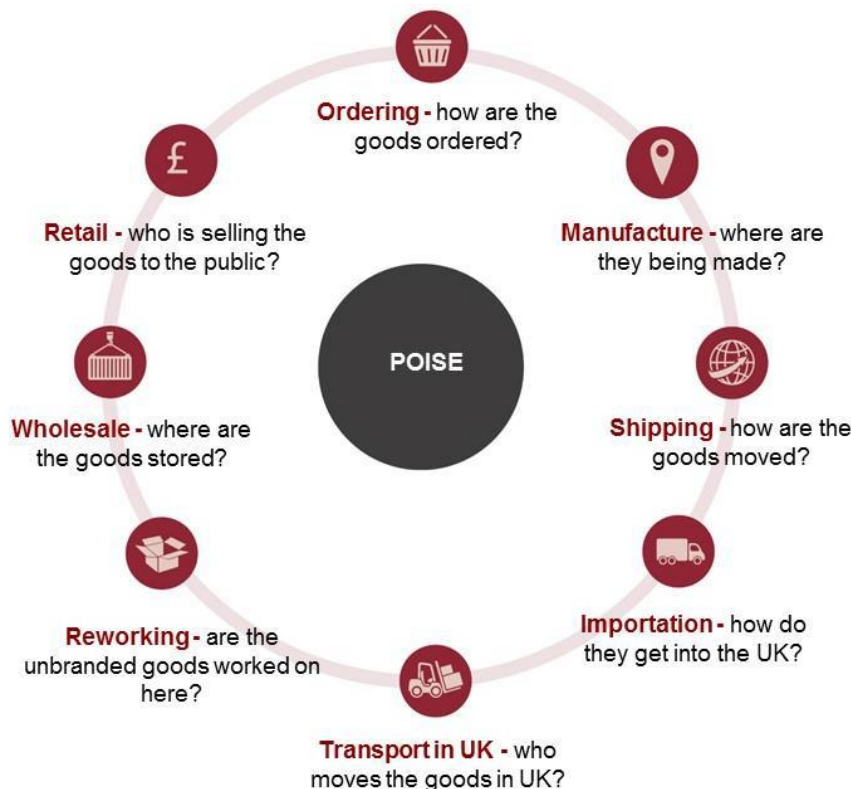 Ordering - how are the
goods ordered?
£
Retail - who is selling the
goods to the public?
Manufacture - where are
they being made?
POISE
Wholesale - where are
the goods stored?
Shipping - how are the
goods moved?
Reworking - are the
unbranded goods worked on
here?
Importation - how do
they get into the UK?
Transport in UK - who
moves the goods in UK?